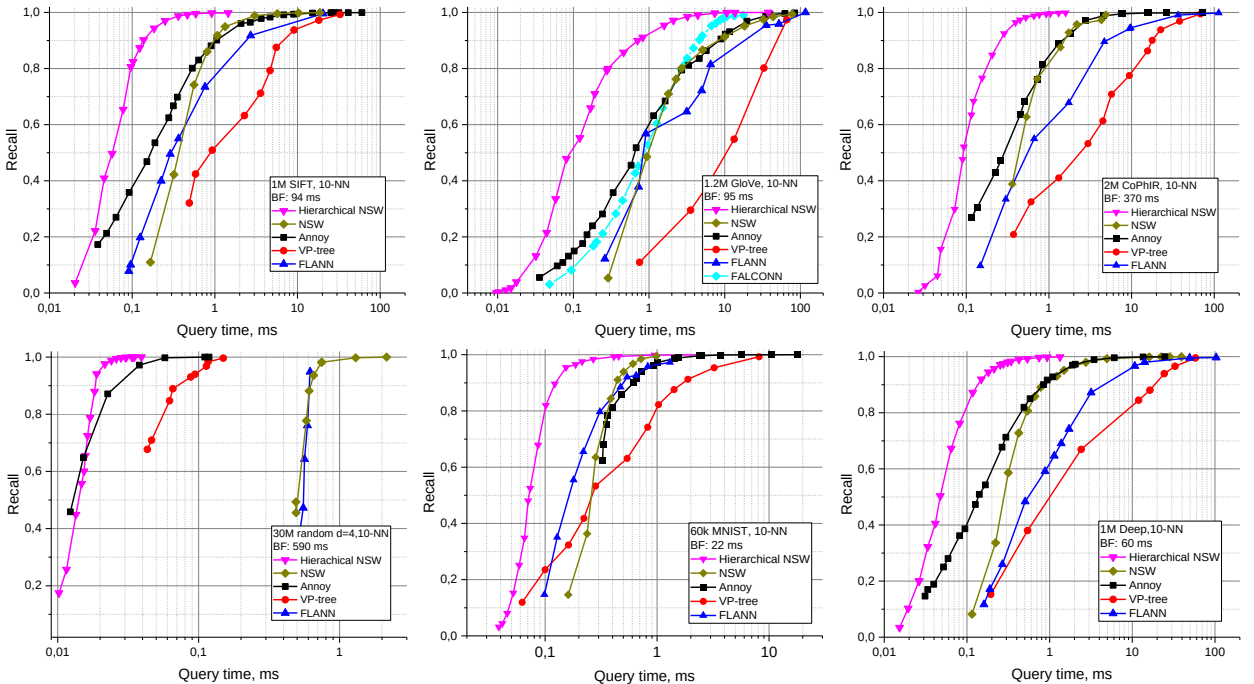 1,0
0,8
0,6
0,4
0,2
0,0
Recall
0,01
0,1
1
10
100
Query time, ms
1M SIFT, 10-NN
BF: 94 ms
Hierarchical NSW
NSW
Annoy
VP-tree
FLANN
1,0
0,8
0,6
0,4
0,2
0,0
Recall
0,01
0,1
1
10
100
Query time, ms
1.2M GloVe, 10-NN
BF: 95 ms
Hierarchical NSW
NSW
Annoy
VP-tree
FLANN
FALCONN
1,0
0,8
0,6
0,4
0,2
0,0
Recall
0,01
0,1
1
10
100
Query time, ms
2M CoPhIR, 10-NN
BF: 370 ms
Hierarchical NSW
NSW
Annoy
VP-tree
FLANN
1,0
0,8
0,6
0,4
0,2
Recall
0,01
0,1
1
Query time, ms
30M random d=4,10-NN
BF: 590 ms
Hierachical NSW
NSW
Annoy
VP-tree
FLANN
1,0
0,8
0,6
0,4
0,2
0,0
Recall
0,1
1
10
Query time, ms
60k MNIST, 10-NN
BF: 22 ms
Hierarchical NSW
NSW
Annoy
VP-tree
FLANN
1,0
0,8
0,6
0,4
0,2
0,0
Recall
0,01
0,1
1
10
100
Query time, ms
1M Deep,10-NN
BF: 60 ms
Hierarchical NSW
NSW
Annoy
VP-tree
FLANN